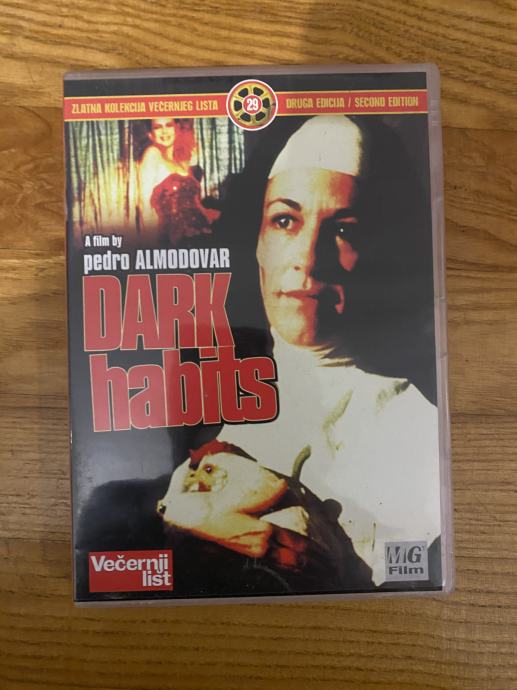 ZLATNA KOLEKCIJA VEČERNJEG LISTA
29
DRUGA EDICIJA / SECOND EDITION
A film by
pedro ALMODOVAR
DARK
habits
Večernji
list
MG
Film